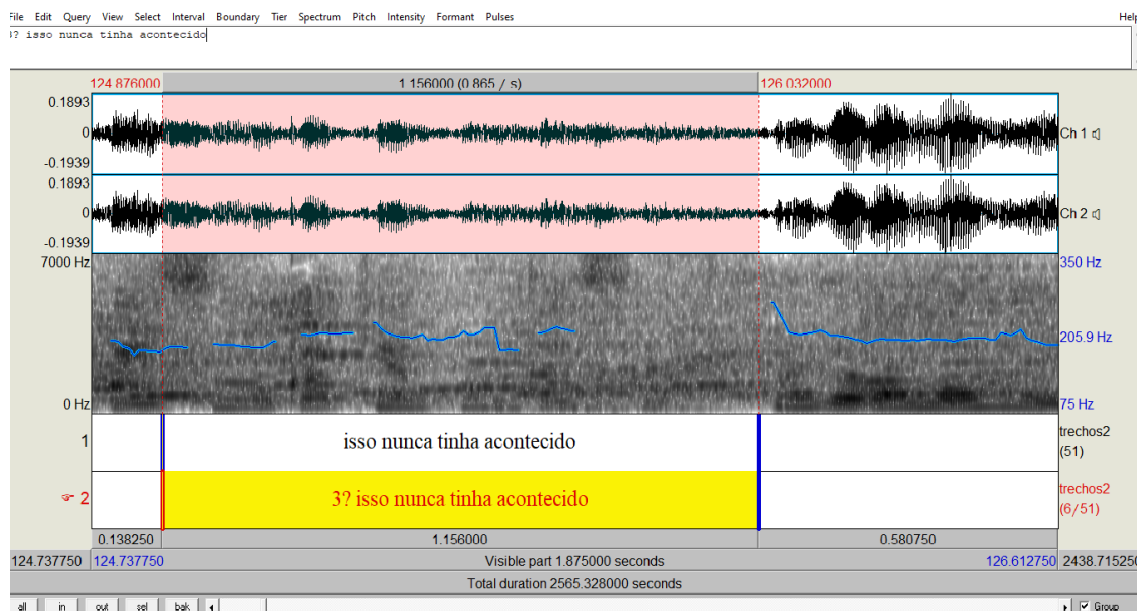 File Edit Query View Select Interval Boundary Tier Spectrum Pitch Intensity Formant Pulses Help
3? isso nunca tinha acontecido
124.876000 1.156000 (0.865 / s) 126.032000
0.1893
0 Ch 1
-0.1939
0.1893
0 Ch 2
-0.1939
7000 Hz 350 Hz
205.9 Hz
0 Hz 75 Hz
1 isso nunca tinha acontecido trechos2
(51)
2 3? isso nunca tinha acontecido trechos2
(6/51)
0.138250 1.156000 0.580750
124.737750 124.737750 Visible part 1.875000 seconds 126.612750 2438.715250
Total duration 2565.328000 seconds
all in out sel bak Group